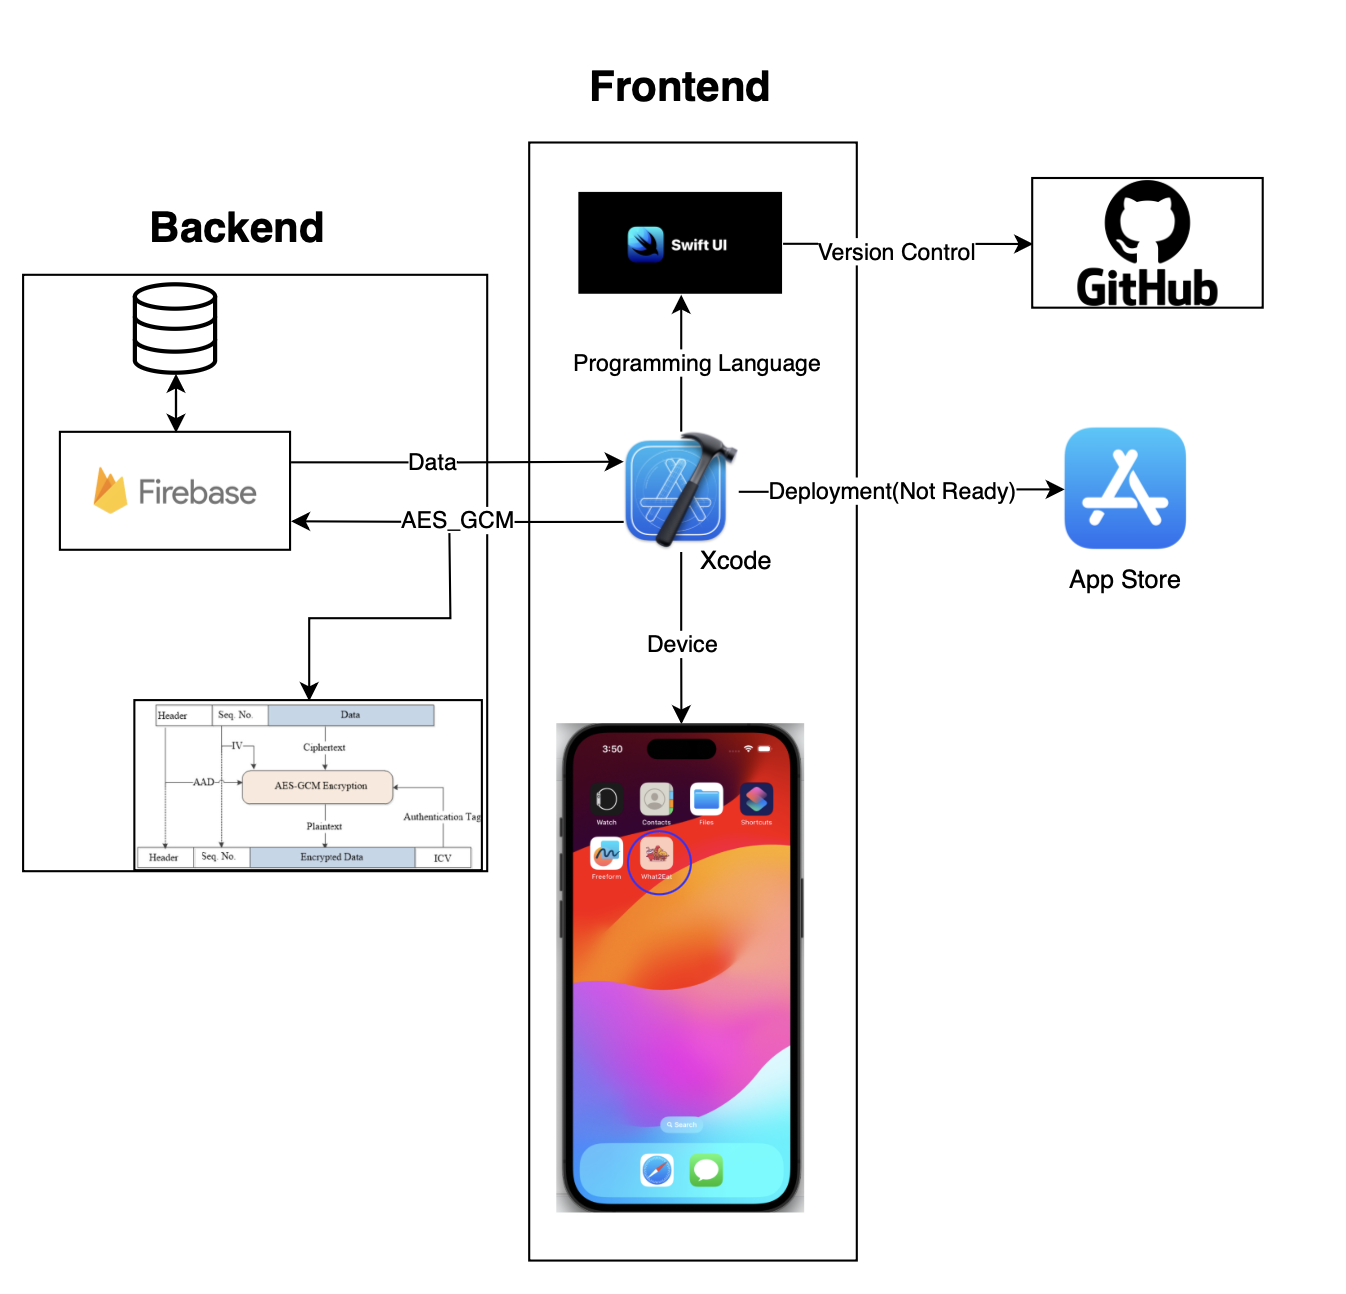 Frontend
Backend
Swift UI
Version Control
GitHub
Programming Language
Firebase
Data
AES_GCM
Xcode
Deployment(Not Ready)
App Store
Device
Header
Seq. No.
Data
IV
Ciphertext
AAD
AES-GCM Encryption
Authentication Tag
Plaintext
Header
Seq. No.
Encrypted Data
ICV
3:50
Watch
Contacts
Files
Shortcuts
Freeform
What2Eat
Search